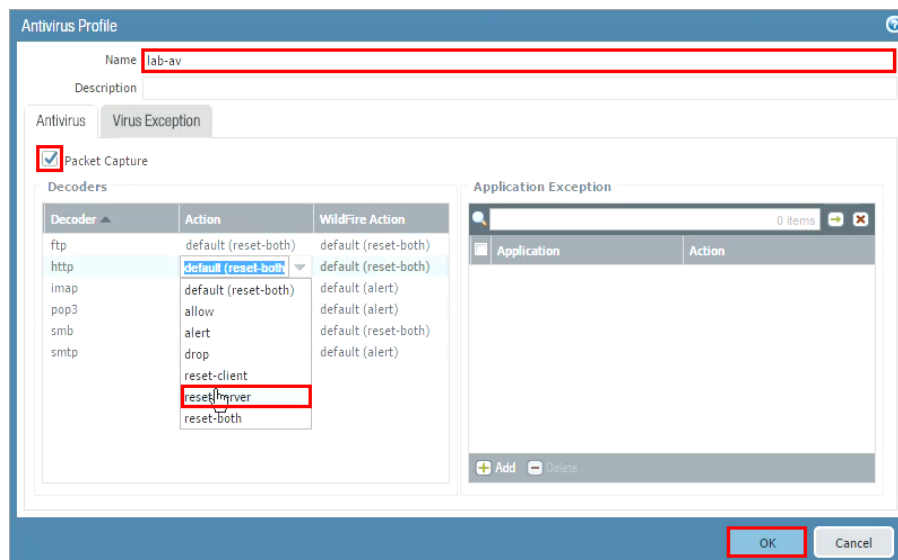 Antivirus Profile
Name lab-av
Description
Antivirus Virus Exception
Packet Capture
Decoders
Decoder Action WildFire Action
ftp default (reset-both) default (reset-both)
http default (reset-both default (reset-both)
imap default (reset-both) default (alert)
pop3 allow default (alert)
smb alert default (reset-both)
smtp drop default (alert)
reset-client
reset-server
reset-both
Application Exception
0 items
Application Action
Add Delete
OK Cancel